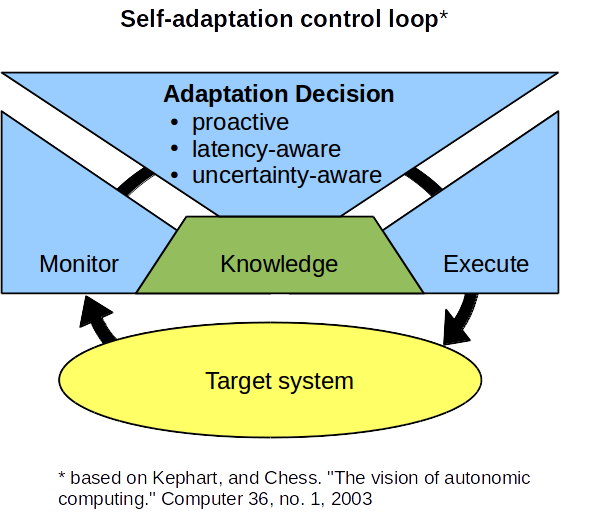 Self-adaptation control loop*
Adaptation Decision
• proactive
• latency-aware
• uncertainty-aware
Monitor
Knowledge
Execute
Target system
* based on Kephart, and Chess. "The vision of autonomic
computing." Computer 36, no. 1, 2003